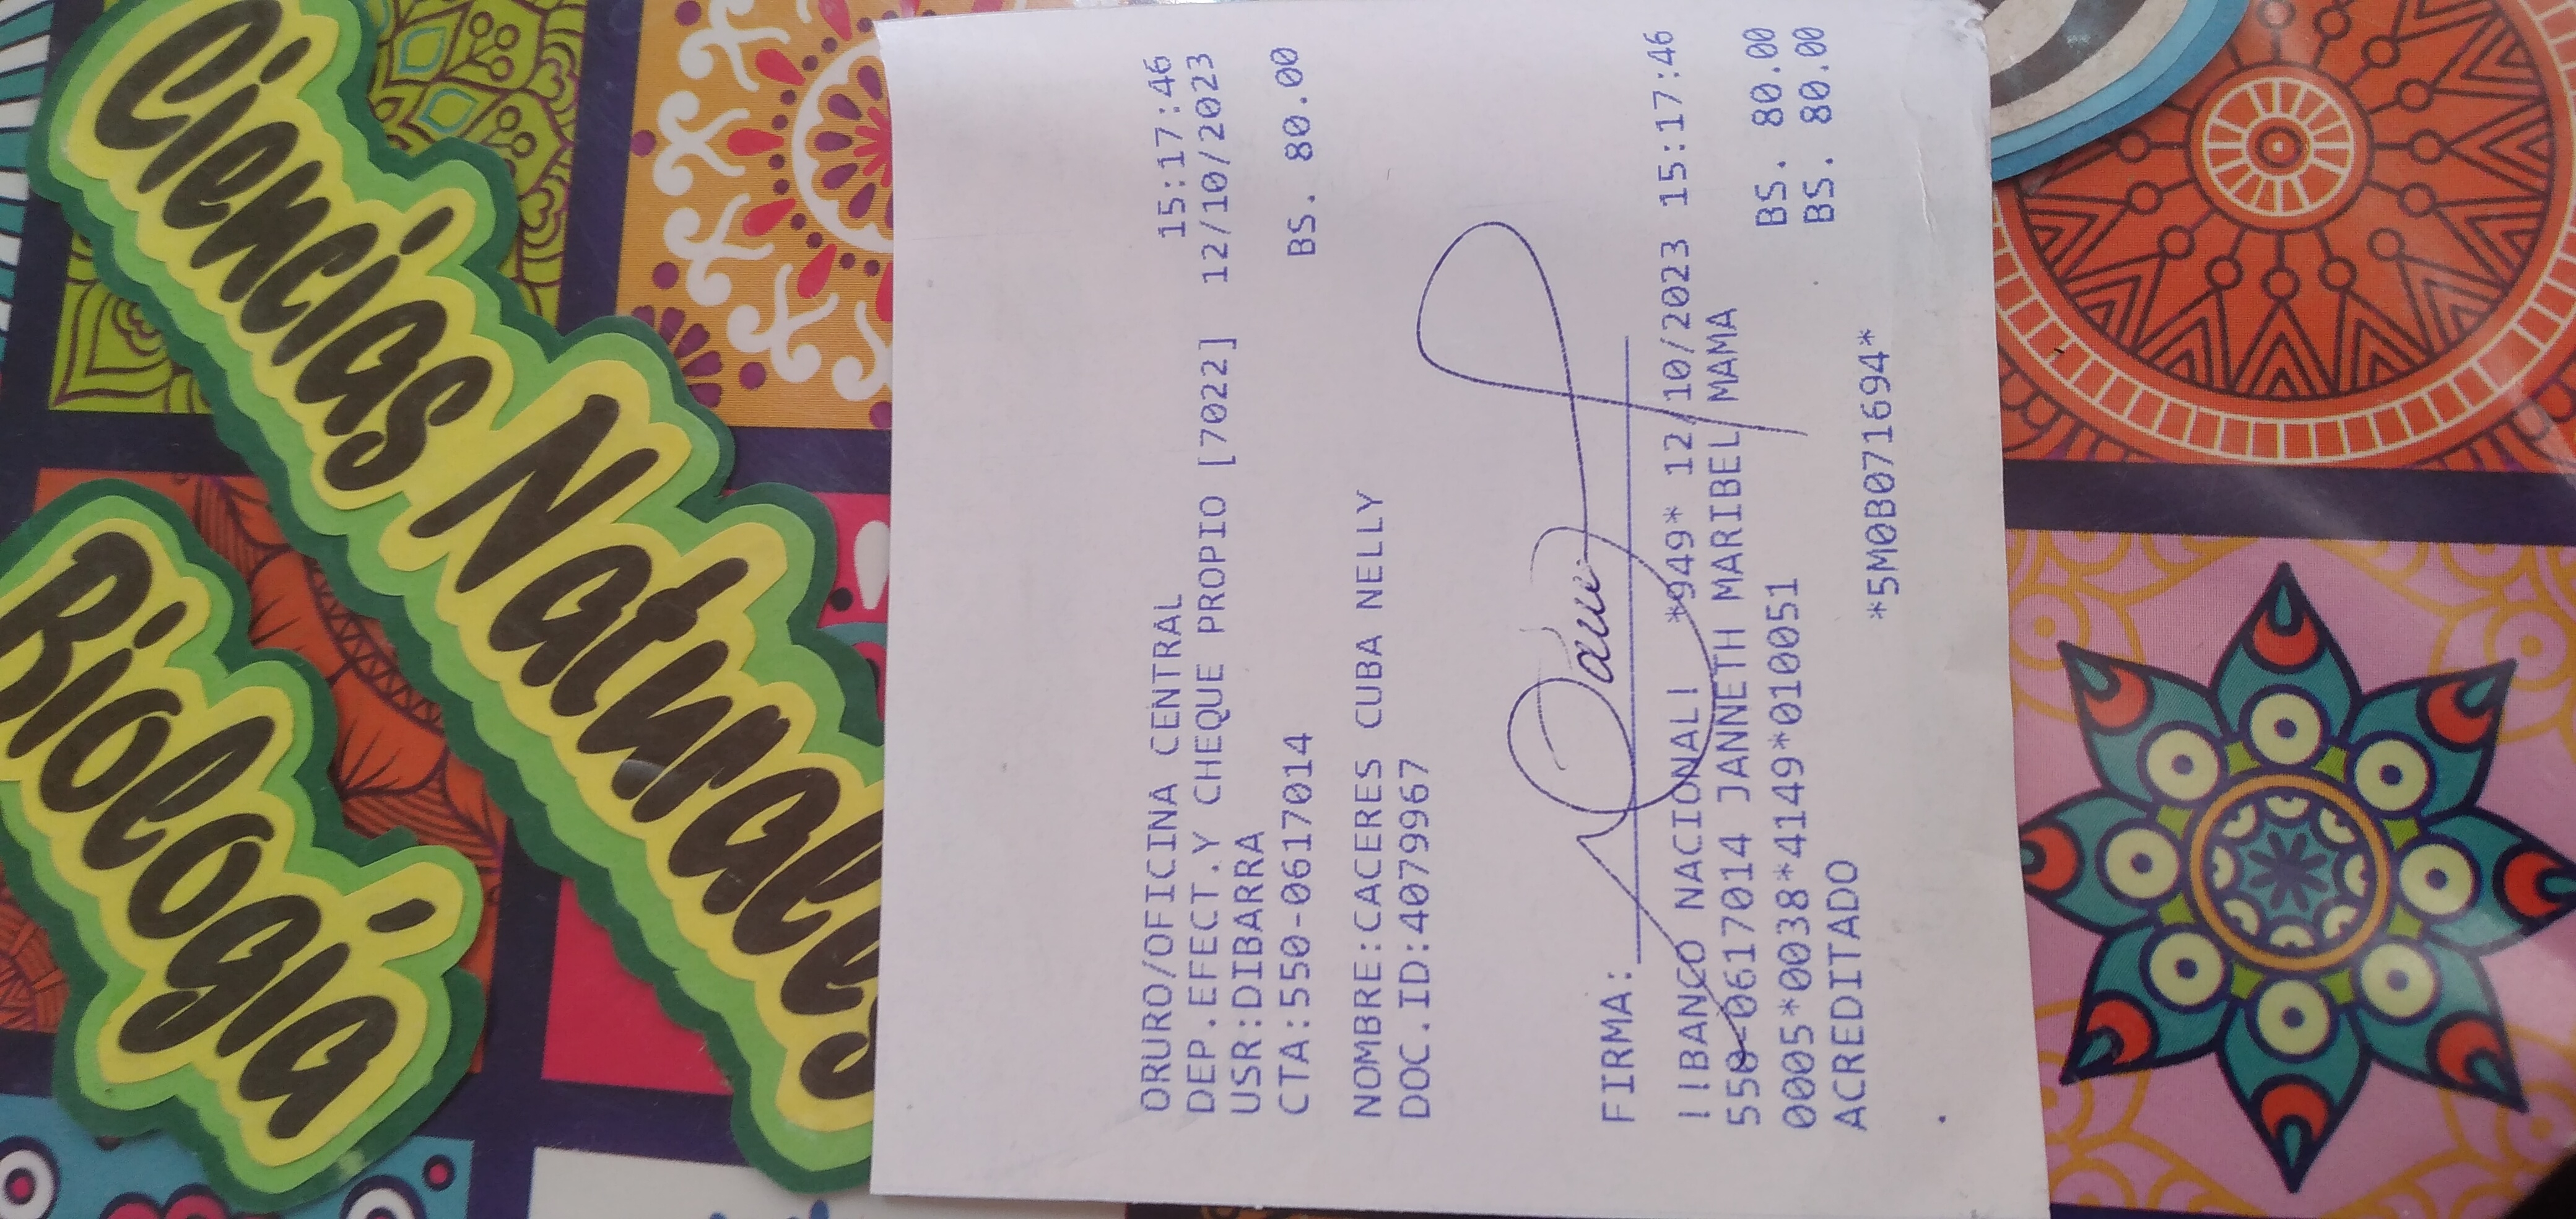 Biología
Ciencias
Naturales
ORURO/OFICINA CENTRAL 15:17:46
DEP.EFECT.Y CHEQUE PROPIO [7022] 12/10/2023
USR:DIBARRA
CTA:550-0617014 BS. 80.00
NOMBRE:CACERES CUBA NELLY
DOC.ID:4079967
FIRMA:
!!BANCO NACIONAL! *949* 12/10/2023 15:17:46
550-0617014 JANNETH MARIBEL MAMA
0005*0038*4149*010051 BS. 80.00
ACREDITADO BS. 80.00
*5M0B071694*